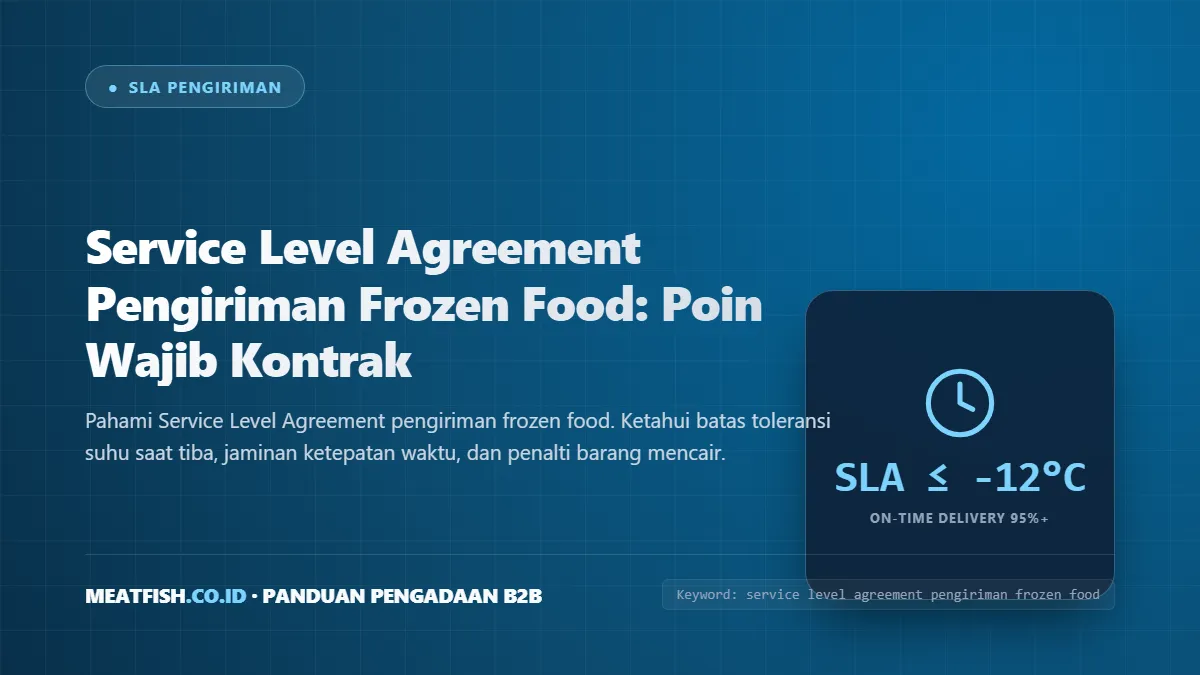 SLA PENGIRIMAN
Service Level Agreement
Pengiriman Frozen Food: Poin
Wajib Kontrak
Pahami Service Level Agreement pengiriman frozen food. Ketahui batas toleransi
suhu saat tiba, jaminan ketepatan waktu, dan penalti barang mencair.
SLA ≤ -12°C
ON-TIME DELIVERY 95%+
MEATFISH.CO.ID · PANDUAN PENGADAAN B2B
Keyword: service level agreement pengiriman frozen food